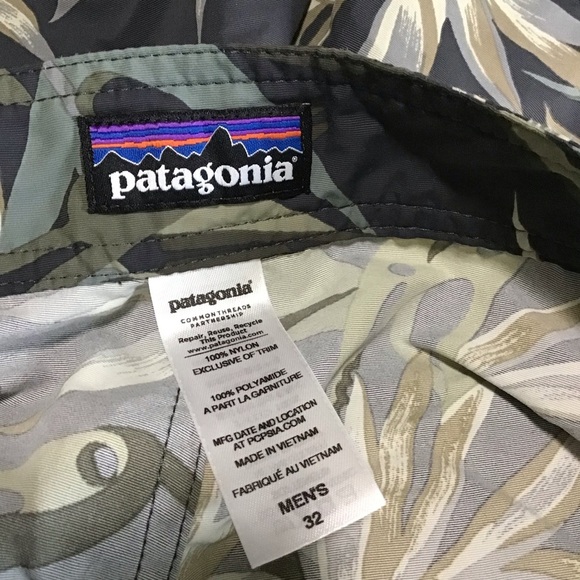 patagonia®
patagonia®
COMMON THREADS
PARTNERSHIP
Repair, Reuse, Recycle
This Product
www.patagonia.com
100% NYLON
EXCLUSIVE OF TRIM
100% POLYAMIDE
A PART LA GARNITURE
MFG DATE AND LOCATION
AT PCPSIA.COM
MADE IN VIETNAM
FABRIQUÉ AU VIETNAM
MEN'S
32